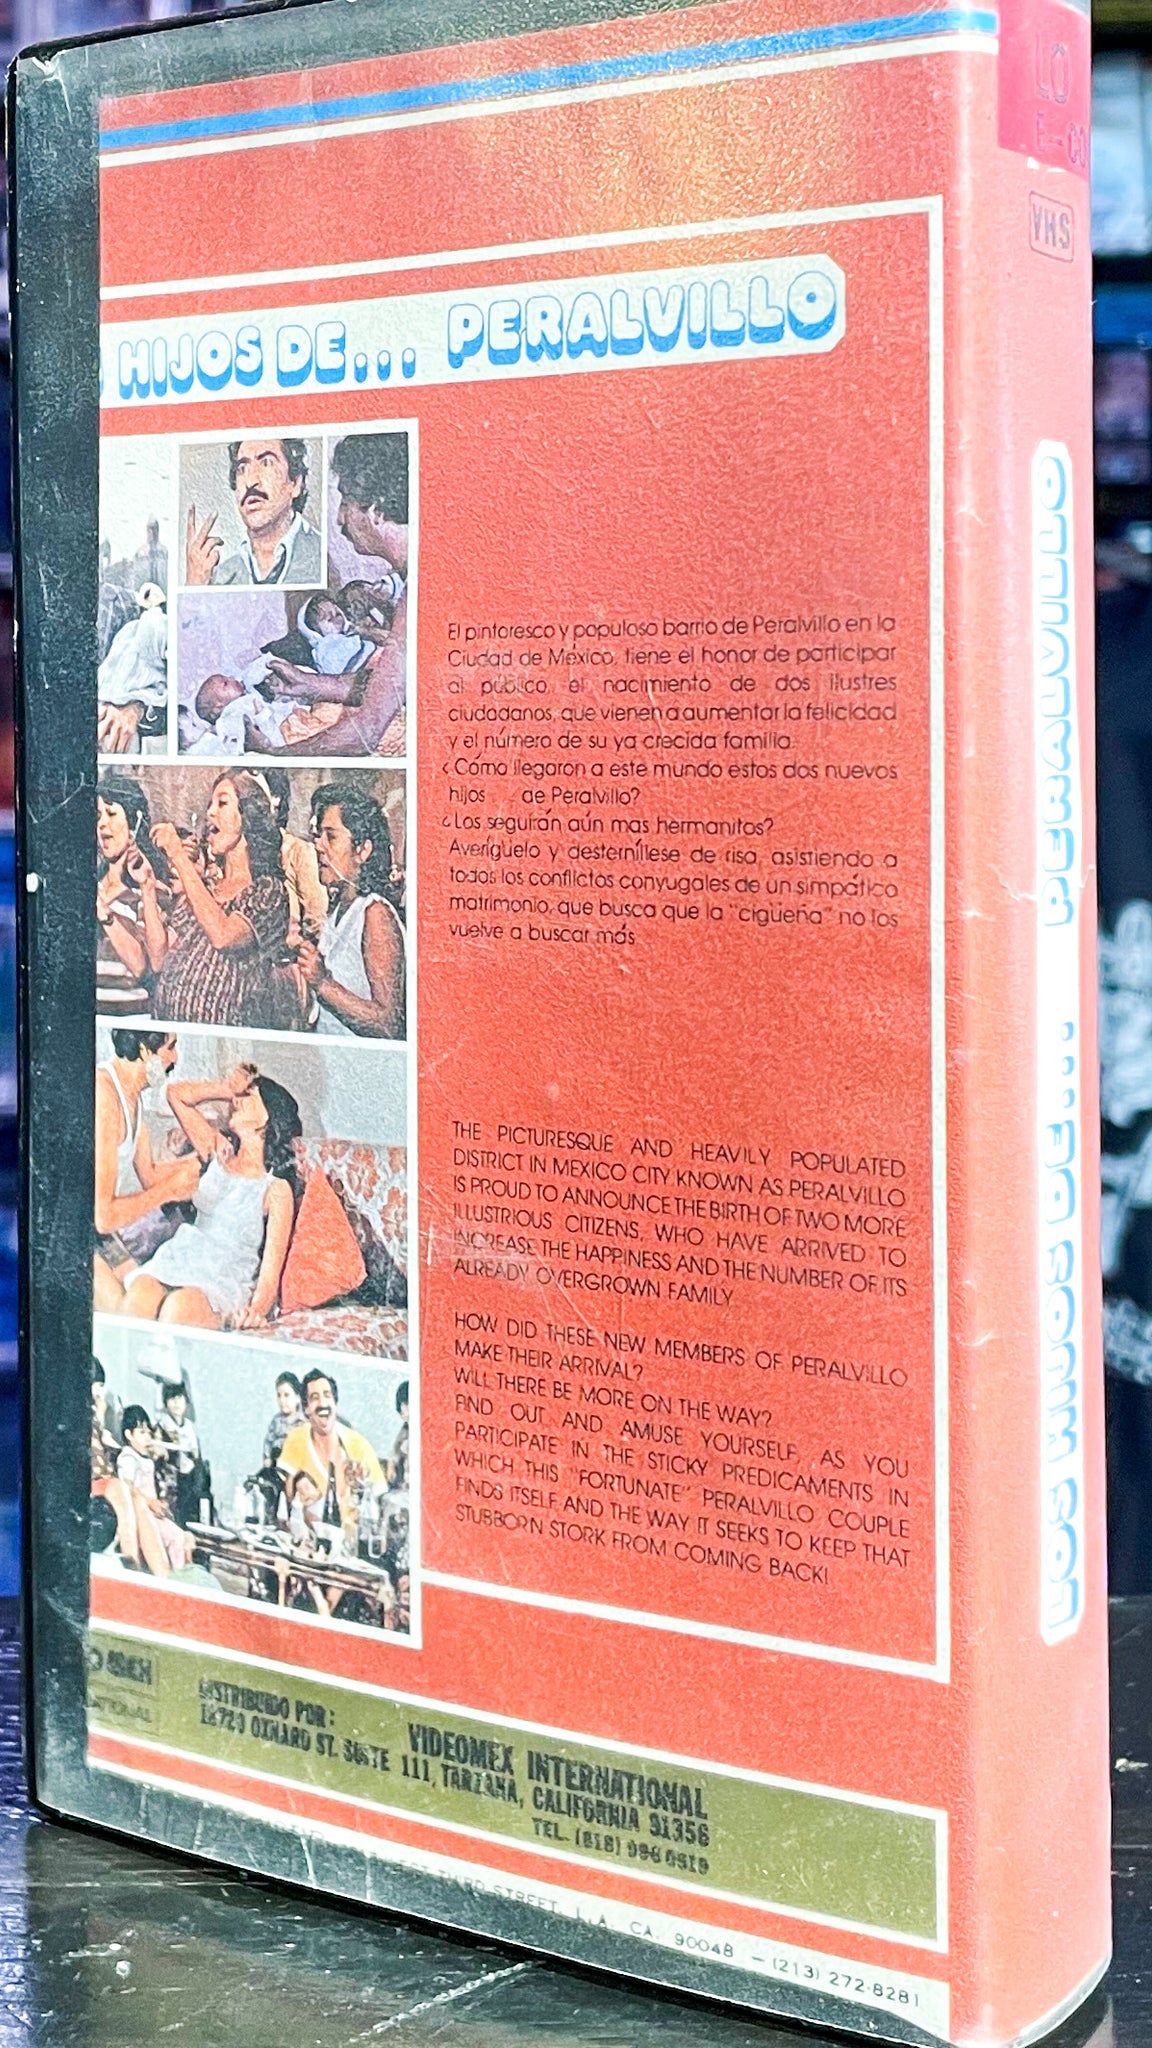 HIJOS DE... PERALVILLO
El pintoresco y populoso barrio de Peralvillo en la
Ciudad de México, tiene el honor de participar
al público, el nacimiento de dos ilustres
ciudadanos, que vienen a aumentar la felicidad
y el número de su ya crecida familia.
¿Cómo llegaron a este mundo estos dos nuevos
hijos ... de Peralvillo?
¿Los seguirán aún mas hermanitos?
Averíguelo y desterníllese de risa, asistiendo a
todos los conflictos conyugales de un simpático
matrimonio, que busca que la "cigüeña" no los
vuelve a buscar más.
THE PICTURESQUE AND HEAVILY POPULATED
DISTRICT IN MEXICO CITY KNOWN AS PERALVILLO
IS PROUD TO ANNOUNCE THE BIRTH OF TWO MORE
ILLUSTRIOUS CITIZENS, WHO HAVE ARRIVED TO
INCREASE THE HAPPINESS AND THE NUMBER OF ITS
ALREADY OVERGROWN FAMILY.
HOW DID THESE NEW MEMBERS OF PERALVILLO
MAKE THEIR ARRIVAL?
WILL THERE BE MORE ON THE WAY?
FIND OUT AND AMUSE YOURSELF, AS YOU
PARTICIPATE IN THE STICKY PREDICAMENTS IN
WHICH THIS "FORTUNATE" PERALVILLO COUPLE
FINDS ITSELF AND THE WAY IT SEEKS TO KEEP THAT
STUBBORN STORK FROM COMING BACK!
DISTRIBUIDO POR: VIDEOMEX INTERNATIONAL
18720 OXNARD ST. SUITE 111, TARZANA, CALIFORNIA 91356
TEL. (818)
THIRD STREET, L.A. CA. 90048 — (213) 272-8281
VHS
LOS HIJOS DE... PERALVILLO